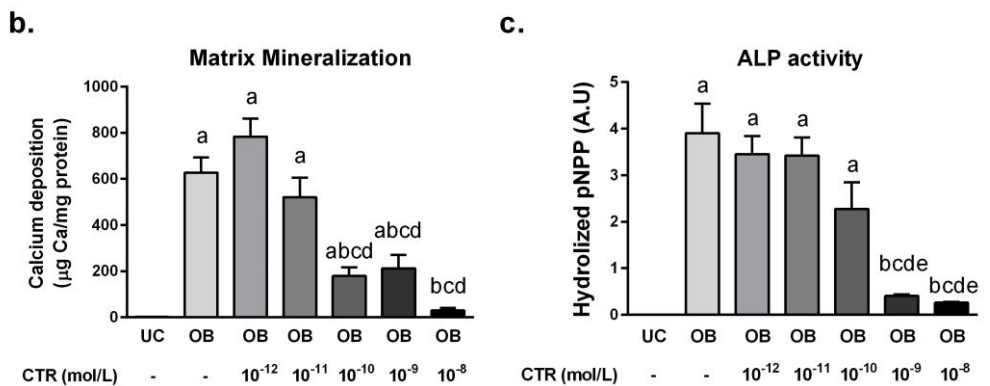 b.
Matrix Mineralization
Calcium deposition
(µg Ca/mg protein)
1000
800
600
400
200
0
a
a
a
abcd
abcd
bcd
UC OB OB OB OB OB OB
CTR (mol/L) - - 10⁻¹² 10⁻¹¹ 10⁻¹⁰ 10⁻⁹ 10⁻⁸
c.
ALP activity
Hydrolized pNPP (A.U)
5
4
3
2
1
0
a
a
a
a
bcde
bcde
UC OB OB OB OB OB OB
CTR (mol/L) - - 10⁻¹² 10⁻¹¹ 10⁻¹⁰ 10⁻⁹ 10⁻⁸